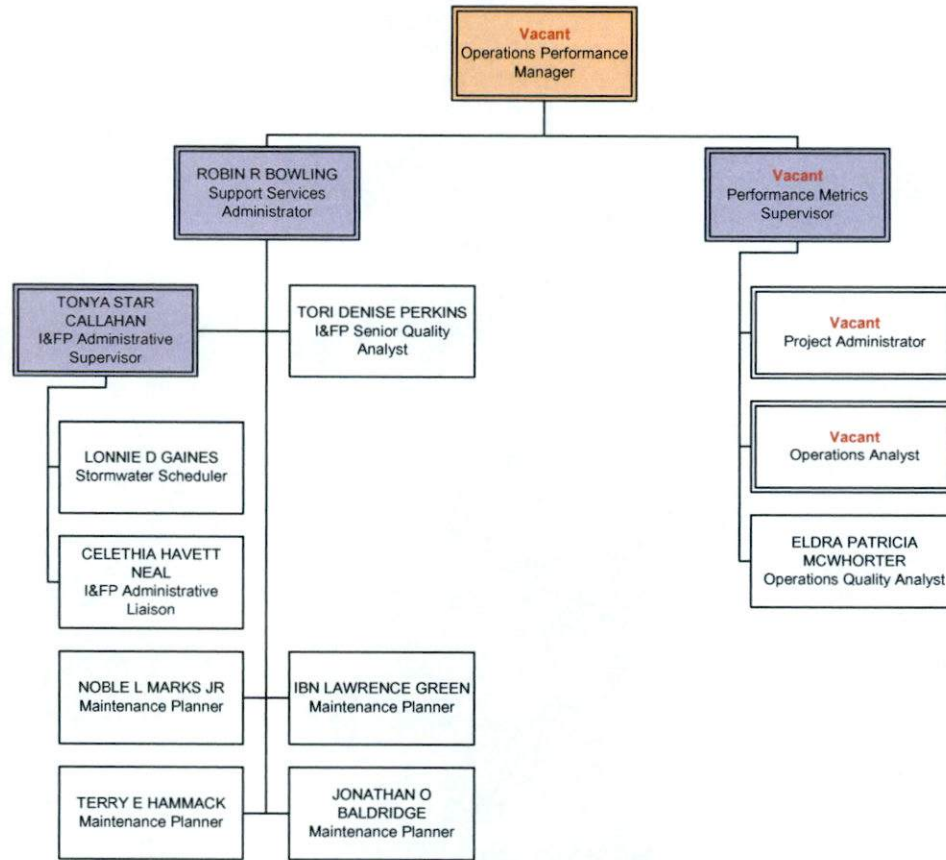 Vacant
Operations Performance
Manager
ROBIN R BOWLING
Support Services
Administrator
Vacant
Performance Metrics
Supervisor
TONYA STAR
CALLAHAN
I&FP Administrative
Supervisor
TORI DENISE PERKINS
I&FP Senior Quality
Analyst
Vacant
Project Administrator
LONNIE D GAINES
Stormwater Scheduler
Vacant
Operations Analyst
CELETHIA HAVETT
NEAL
I&FP Administrative
Liaison
ELDRA PATRICIA
MCWHORTER
Operations Quality Analyst
NOBLE L MARKS JR
Maintenance Planner
IBN LAWRENCE GREEN
Maintenance Planner
TERRY E HAMMACK
Maintenance Planner
JONATHAN O
BALDRIDGE
Maintenance Planner